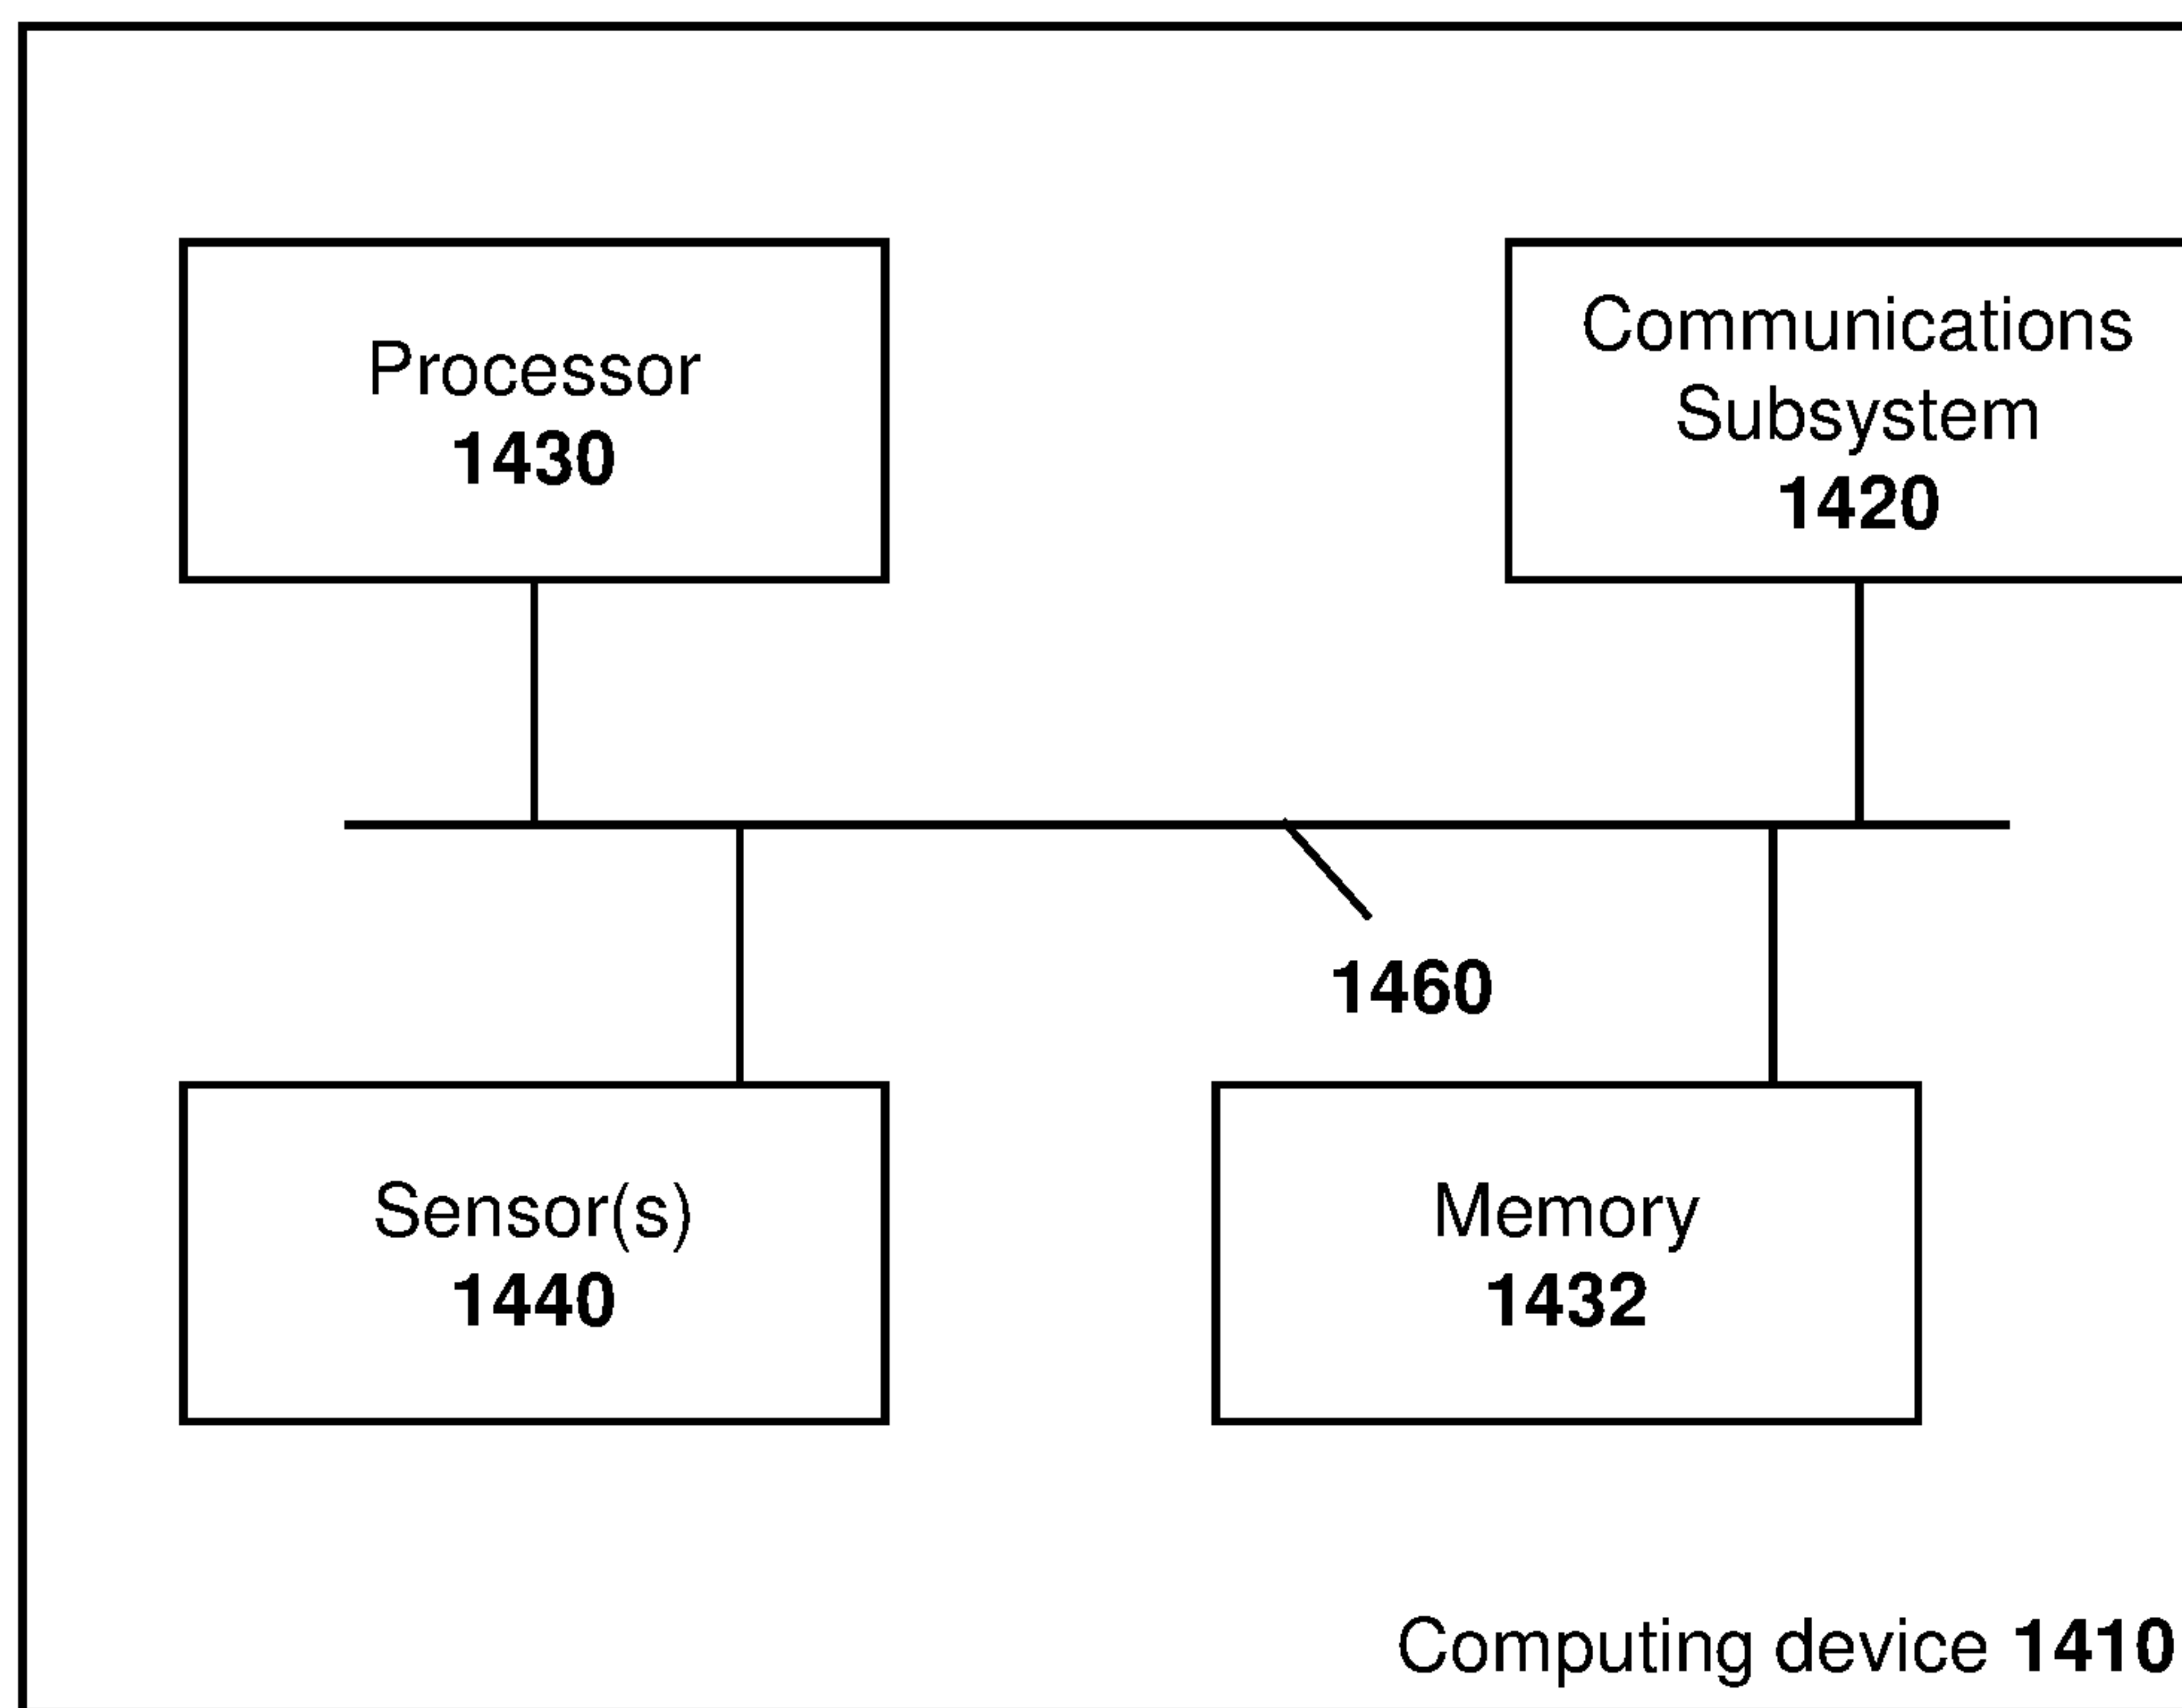 Processor
1430
Communications
Subsystem
1420
1460
Sensor(s)
1440
Memory
1432
Computing device 1410